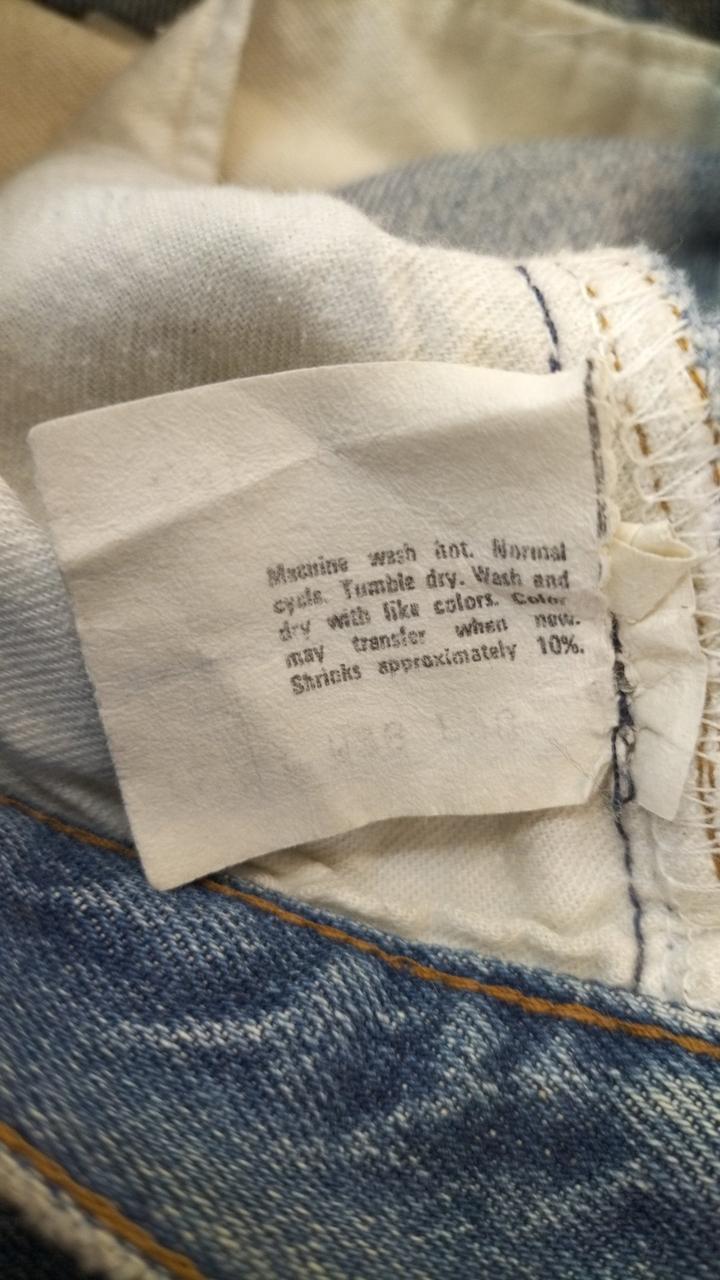 Machine wash hot. Normal
cycle. Tumble dry. Wash and
dry with like colors. Color
may transfer when new.
Shrinks approximately 10%.